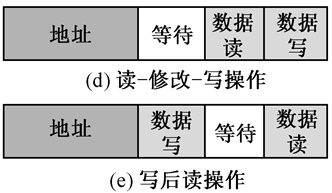 地址 等待 数据读 数据写
(d) 读-修改-写操作
地址 数据写 等待 数据读
(e) 写后读操作